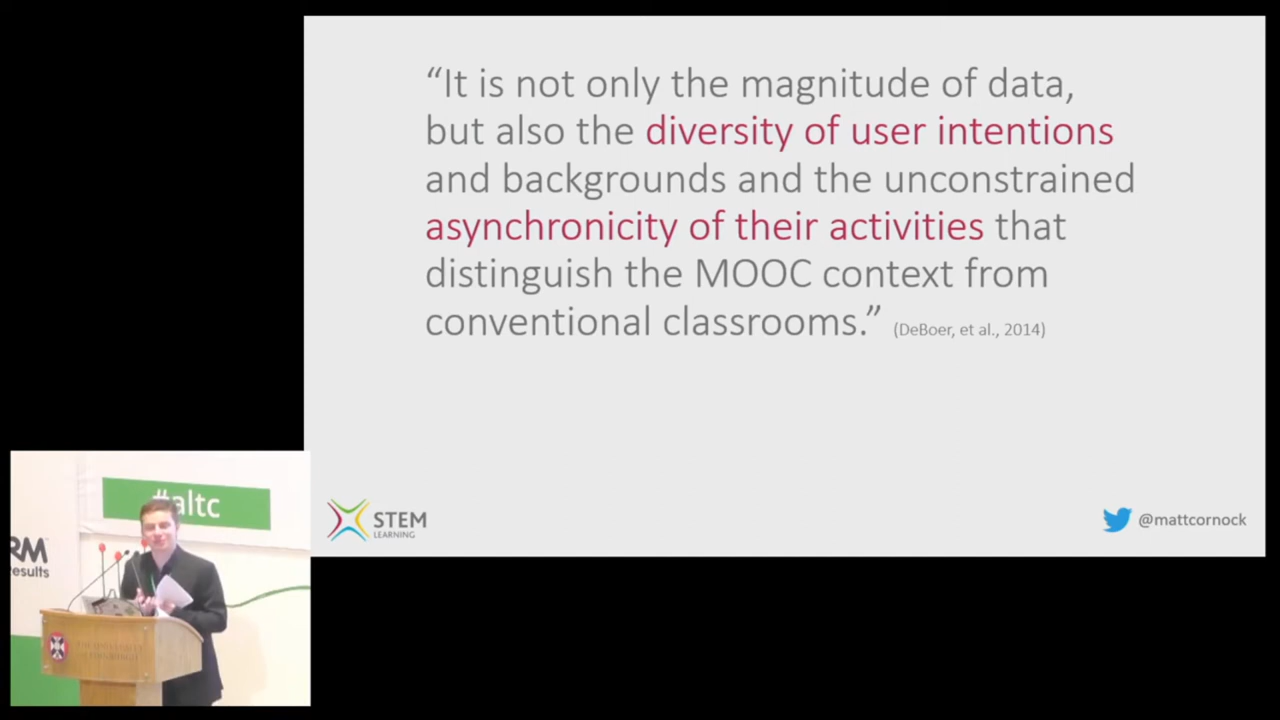 “It is not only the magnitude of data,
but also the diversity of user intentions
and backgrounds and the unconstrained
asynchronicity of their activities that
distinguish the MOOC context from
conventional classrooms.” (DeBoer, et al., 2014)
#altc
RM
results
STEM
LEARNING
@mattcornock